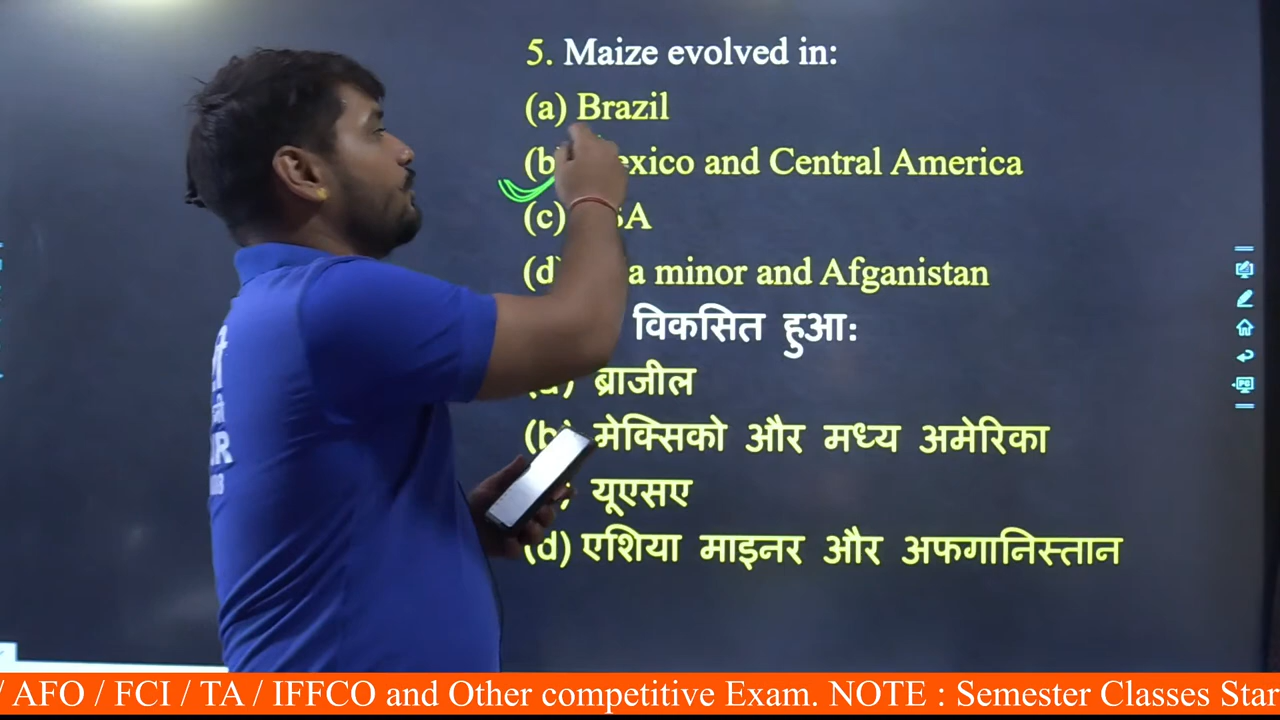 5. Maize evolved in:
(a) Brazil
and Central America
(c)
minor and Afganistan
विकसित हुआः
ब्राजील
मेक्सिको और मध्य अमेरिका
यूएसए
(d) एशिया माइनर और अफगानिस्तान
/ AFO / FCI / TA / IFFCO and Other competitive Exam. NOTE : Semester Classes Star